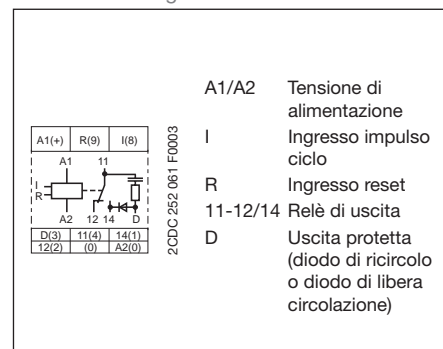 A1(+) R(9) I(8)
A1 11
I
R
A2 12 14 D
D(3) 11(4) 14(1)
12(2) (0) A2(0)
2CDC 252 061 F0003
A1/A2 Tensione di
alimentazione
I Ingresso impulso
ciclo
R Ingresso reset
11-12/14 Relè di uscita
D Uscita protetta
(diodo di ricircolo
o diodo di libera
circolazione)